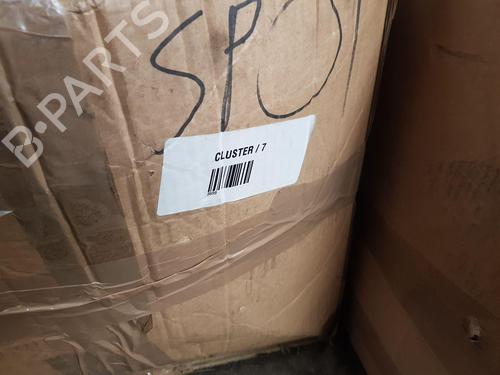 B-PARTS
SPOT
CLUSTER / 7